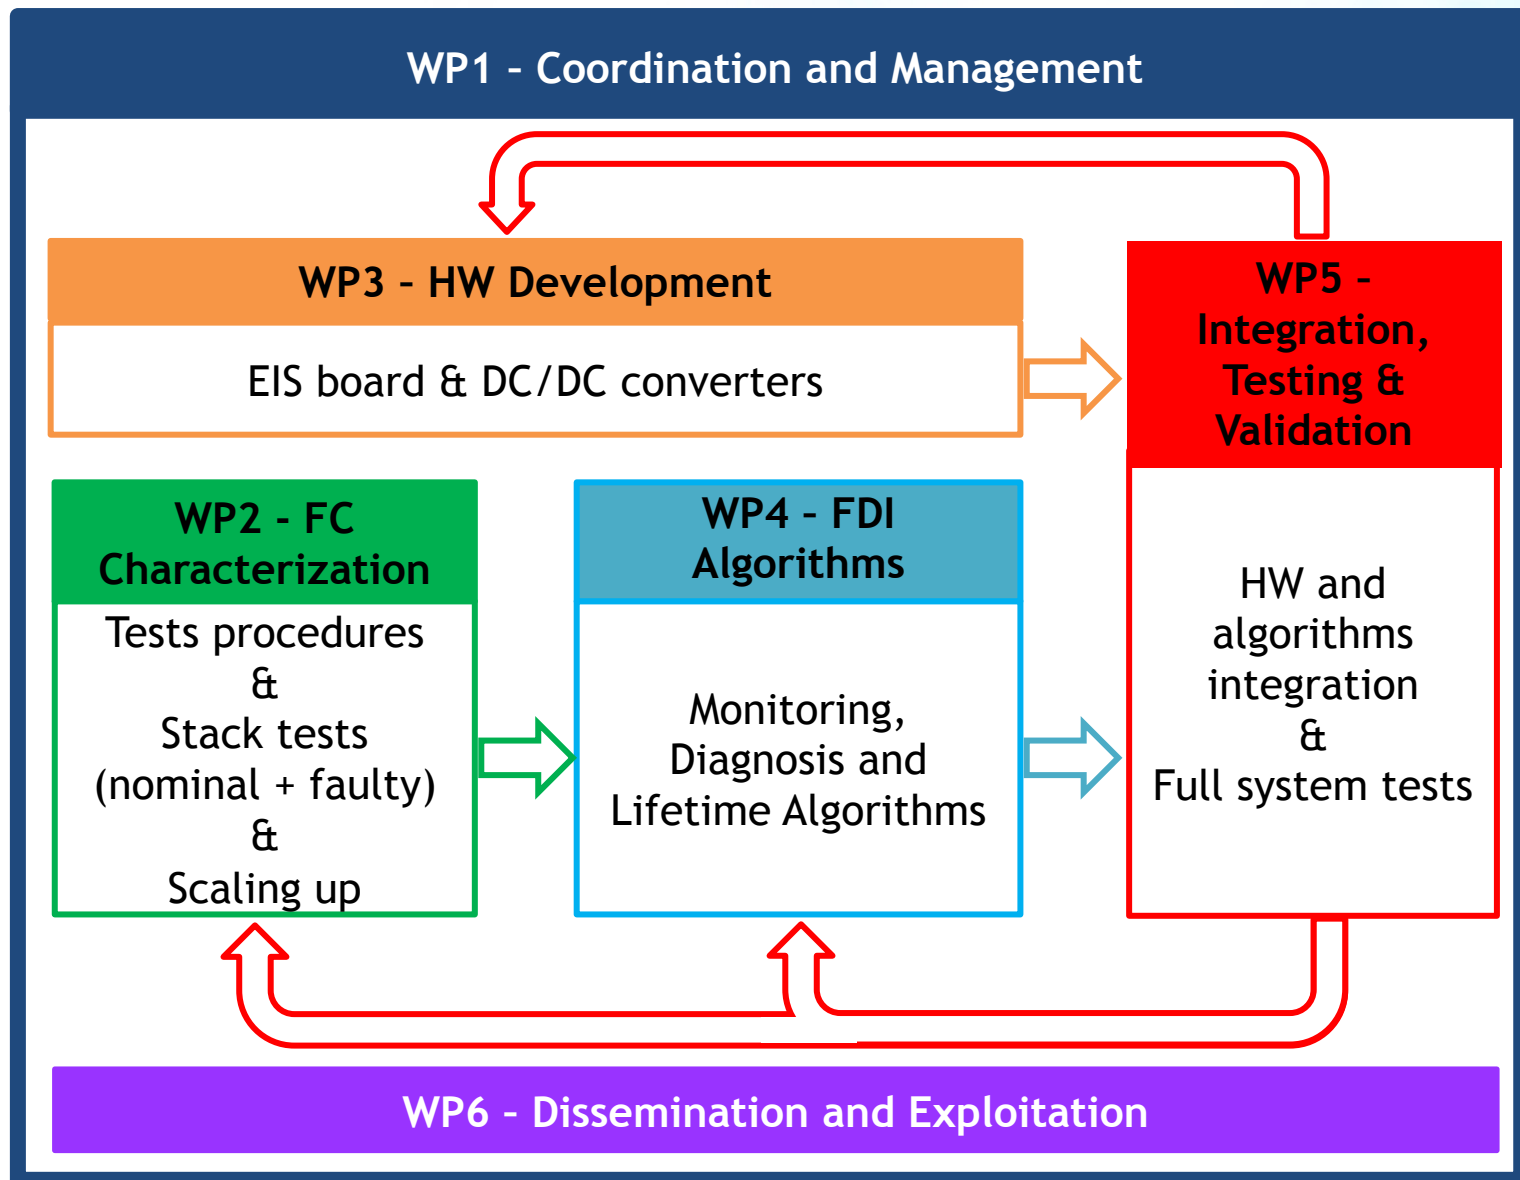 WP1 – Coordination and Management
WP3 – HW Development
EIS board & DC/DC converters
WP5 –
Integration,
Testing &
Validation
HW and
algorithms
integration
&
Full system tests
WP2 - FC
Characterization
Tests procedures
&
Stack tests
(nominal + faulty)
&
Scaling up
WP4 – FDI
Algorithms
Monitoring,
Diagnosis and
Lifetime Algorithms
WP6 – Dissemination and Exploitation